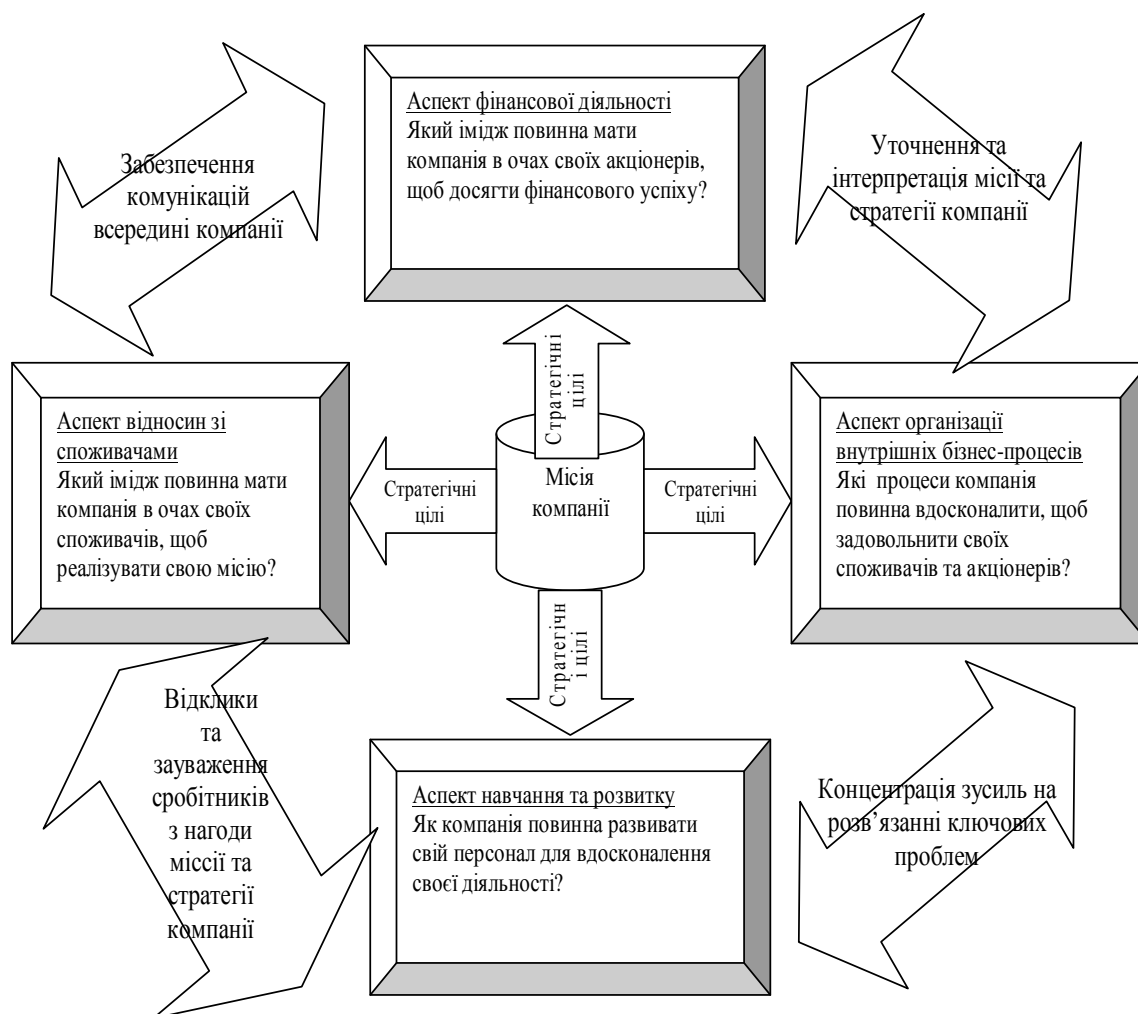 Аспект фінансової діяльності
Який імідж повинна мати
компанія в очах своїх акціонерів,
щоб досягти фінансового успіху?
Забезпечення
комунікацій
всередині компанії
Уточнення та
інтерпретація місії та
стратегії компанії
Стратегічні
цілі
Аспект відносин зі
споживачами
Який імідж повинна мати
компанія в очах своїх
споживачів, щоб
реалізувати свою місію?
Стратегічні
цілі
Місія
компанії
Стратегічні
цілі
Аспект організації
внутрішніх бізнес-процесів
Які процеси компанія
повинна вдосконалити, щоб
задовольнити своїх
споживачів та акціонерів?
Стратегічн
і цілі
Відклики
та
зауваження
сробітників
з нагоди
міссії та
стратегії
компанії
Аспект навчання та розвитку
Як компанія повинна развивати
свій персонал для вдосконалення
своєї діяльності?
Концентрація зусиль на
розв’язанні ключових
проблем